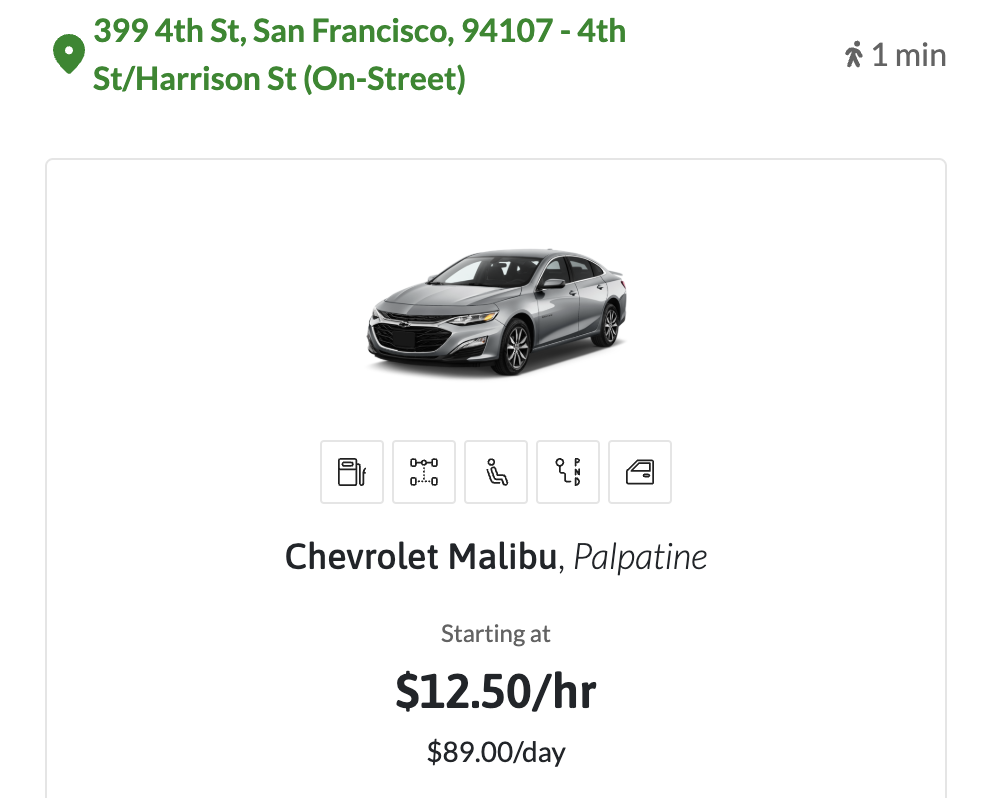 399 4th St, San Francisco, 94107 - 4th
St/Harrison St (On-Street)
1 min
P
N
D
Chevrolet Malibu, Palpatine
Starting at
$12.50/hr
$89.00/day